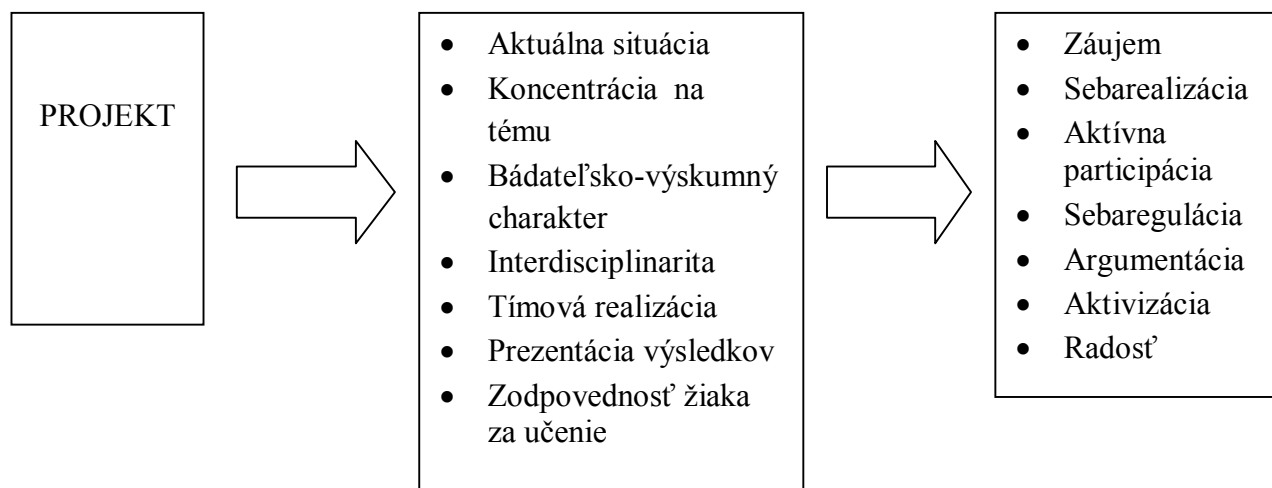 PROJEKT
• Aktuálna situácia
• Koncentrácia na
tému
• Bádateľsko-výskumný
charakter
• Interdisciplinarita
• Tímová realizácia
• Prezentácia výsledkov
• Zodpovednosť žiaka
za učenie
• Záujem
• Sebarealizácia
• Aktívna
participácia
• Sebaregulácia
• Argumentácia
• Aktivizácia
• Radosť